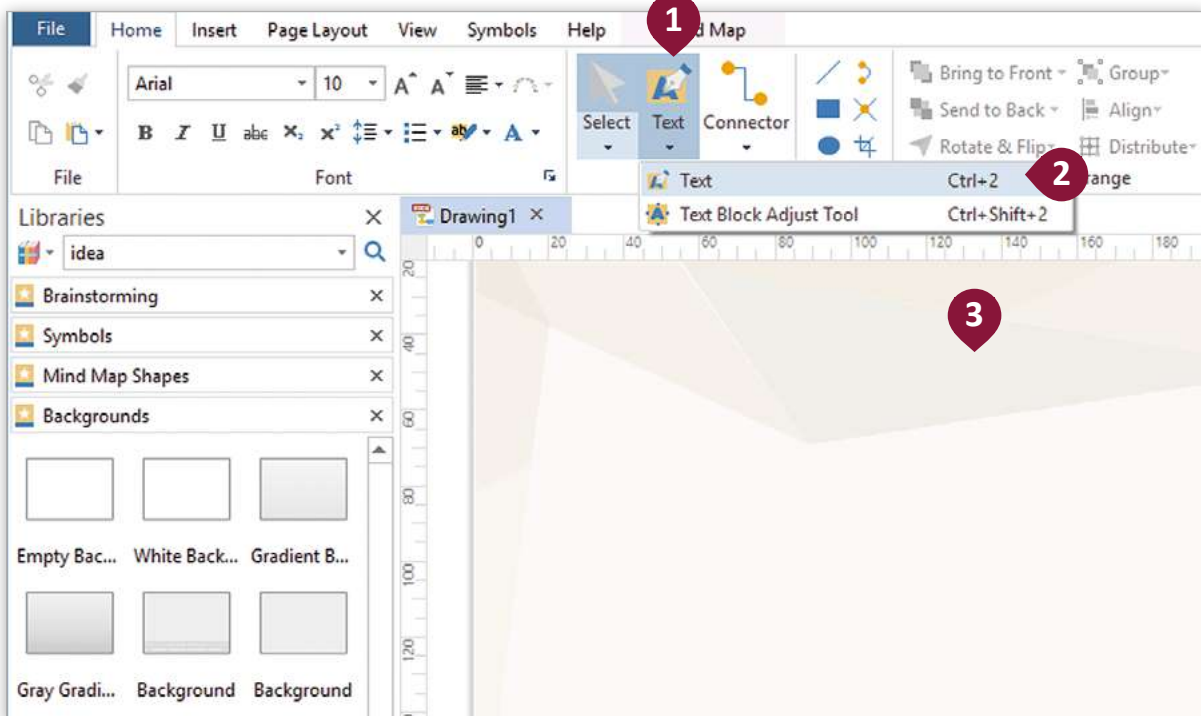 File Home Insert Page Layout View Symbols Help d Map
1
Arial 10
Bring to Front Group
Send to Back Align
Select Text Connector
Rotate & Flip Distribute
File Font range
Text Ctrl+2
2
Text Block Adjust Tool Ctrl+Shift+2
Libraries
Drawing1
idea
0 20 40 60 80 100 120 140 160 180
20
Brainstorming
3
Symbols
40
Mind Map Shapes
Backgrounds
60
80
Empty Bac... White Back... Gradient B...
100
120
Gray Gradi... Background Background